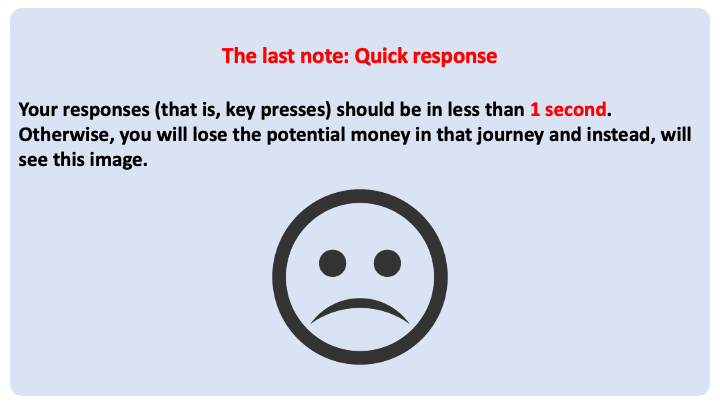 The last note: Quick response
Your responses (that is, key presses) should be in less than 1 second.
Otherwise, you will lose the potential money in that journey and instead, will
see this image.